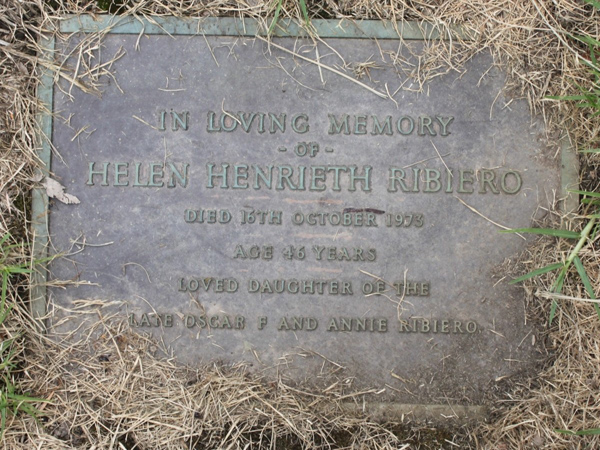 IN LOVING MEMORY
- OF -
HELEN HENRIETH RIBIERO
DIED 16TH OCTOBER 1973
AGE 46 YEARS
LOVED DAUGHTER OF THE
LATE OSCAR F AND ANNIE RIBIERO